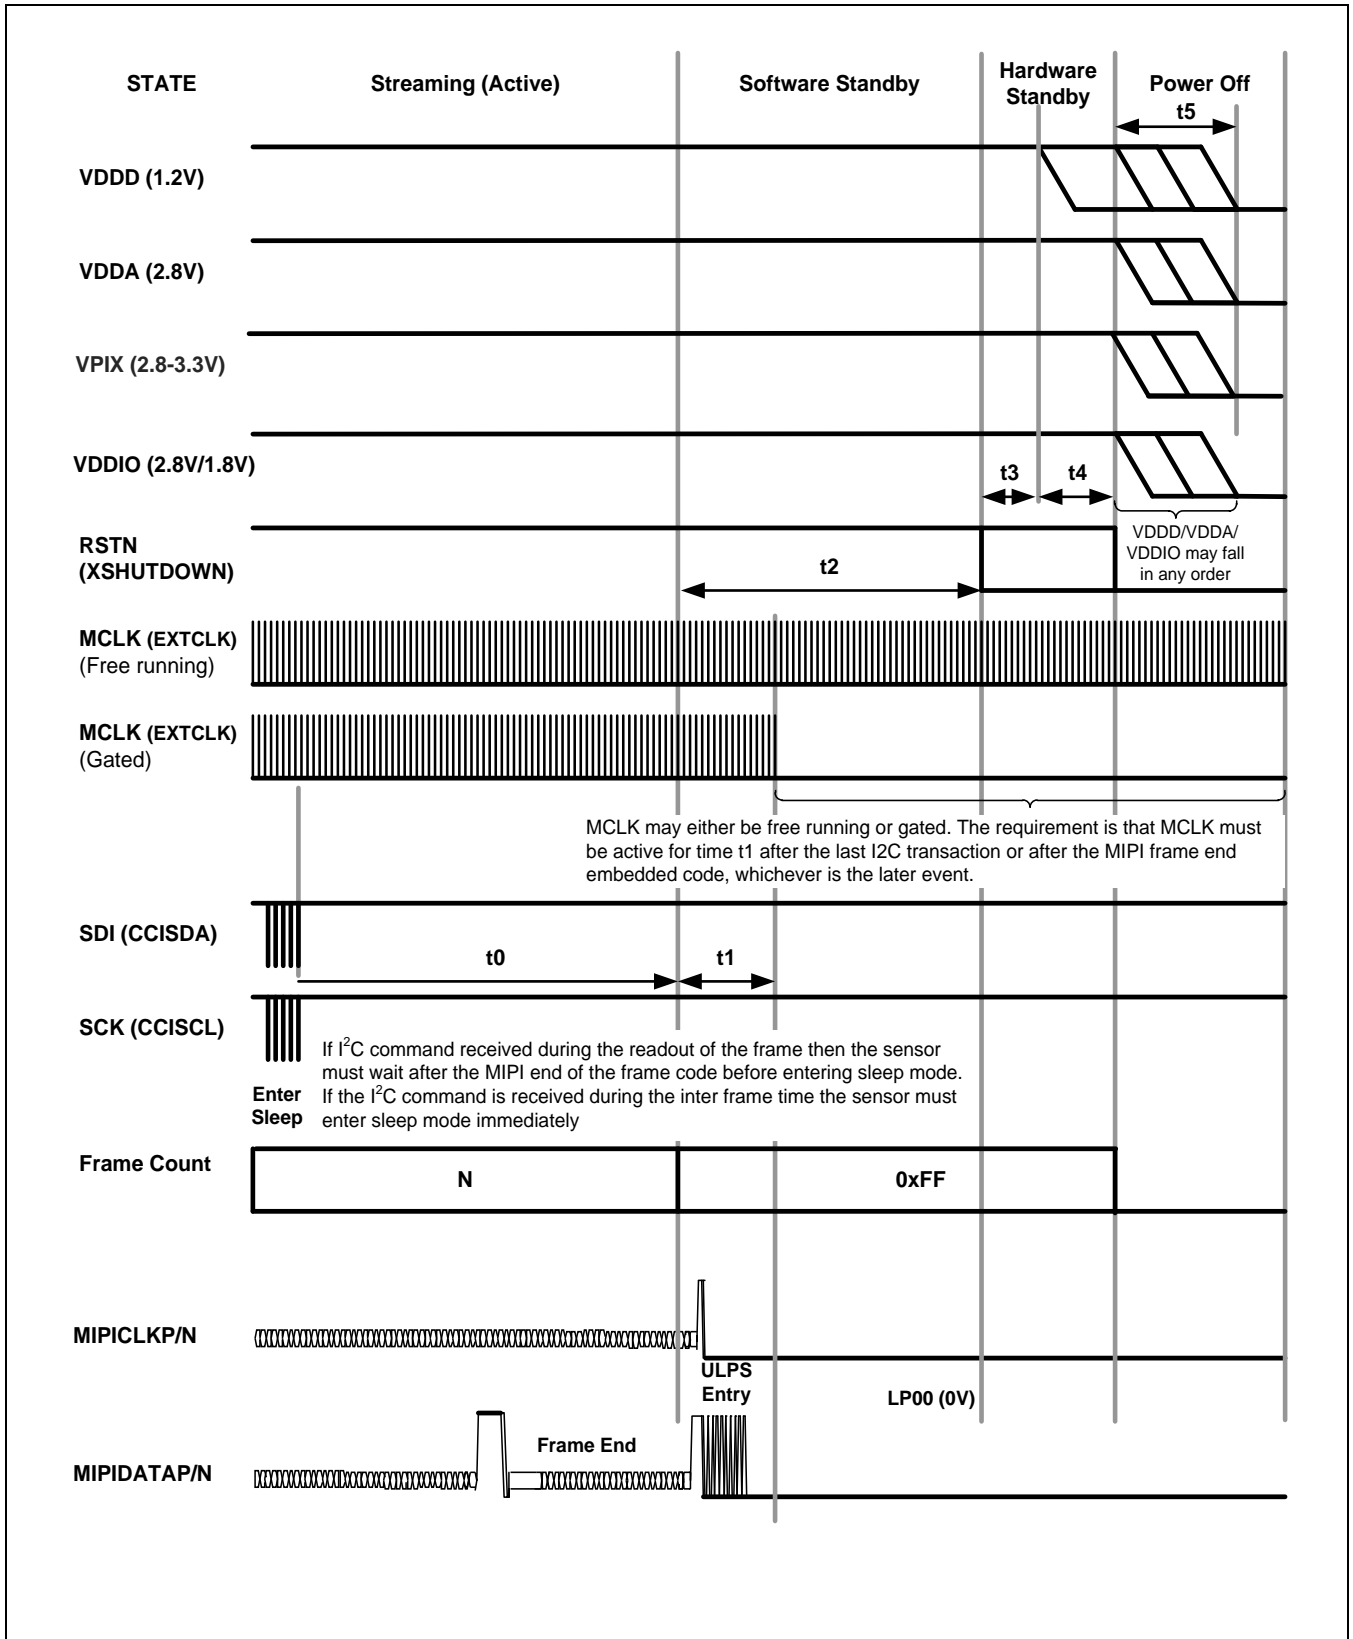 STATE
Streaming (Active)
Software Standby
Hardware
Standby
Power Off
t5
VDDD (1.2V)
VDDA (2.8V)
VPIX (2.8-3.3V)
VDDIO (2.8V/1.8V)
t3
t4
RSTN
(XSHUTDOWN)
t2
VDDD/VDDA/
VDDIO may fall
in any order
MCLK (EXTCLK)
(Free running)
MCLK (EXTCLK)
(Gated)
MCLK may either be free running or gated. The requirement is that MCLK must
be active for time t1 after the last I2C transaction or after the MIPI frame end
embedded code, whichever is the later event.
SDI (CCISDA)
t0
t1
SCK (CCISCL)
If I²C command received during the readout of the frame then the sensor
must wait after the MIPI end of the frame code before entering sleep mode.
If the I²C command is received during the inter frame time the sensor must
enter sleep mode immediately
Enter
Sleep
Frame Count
N
0xFF
MIPICLKP/N
ULPS
Entry
LP00 (0V)
Frame End
MIPIDATAP/N